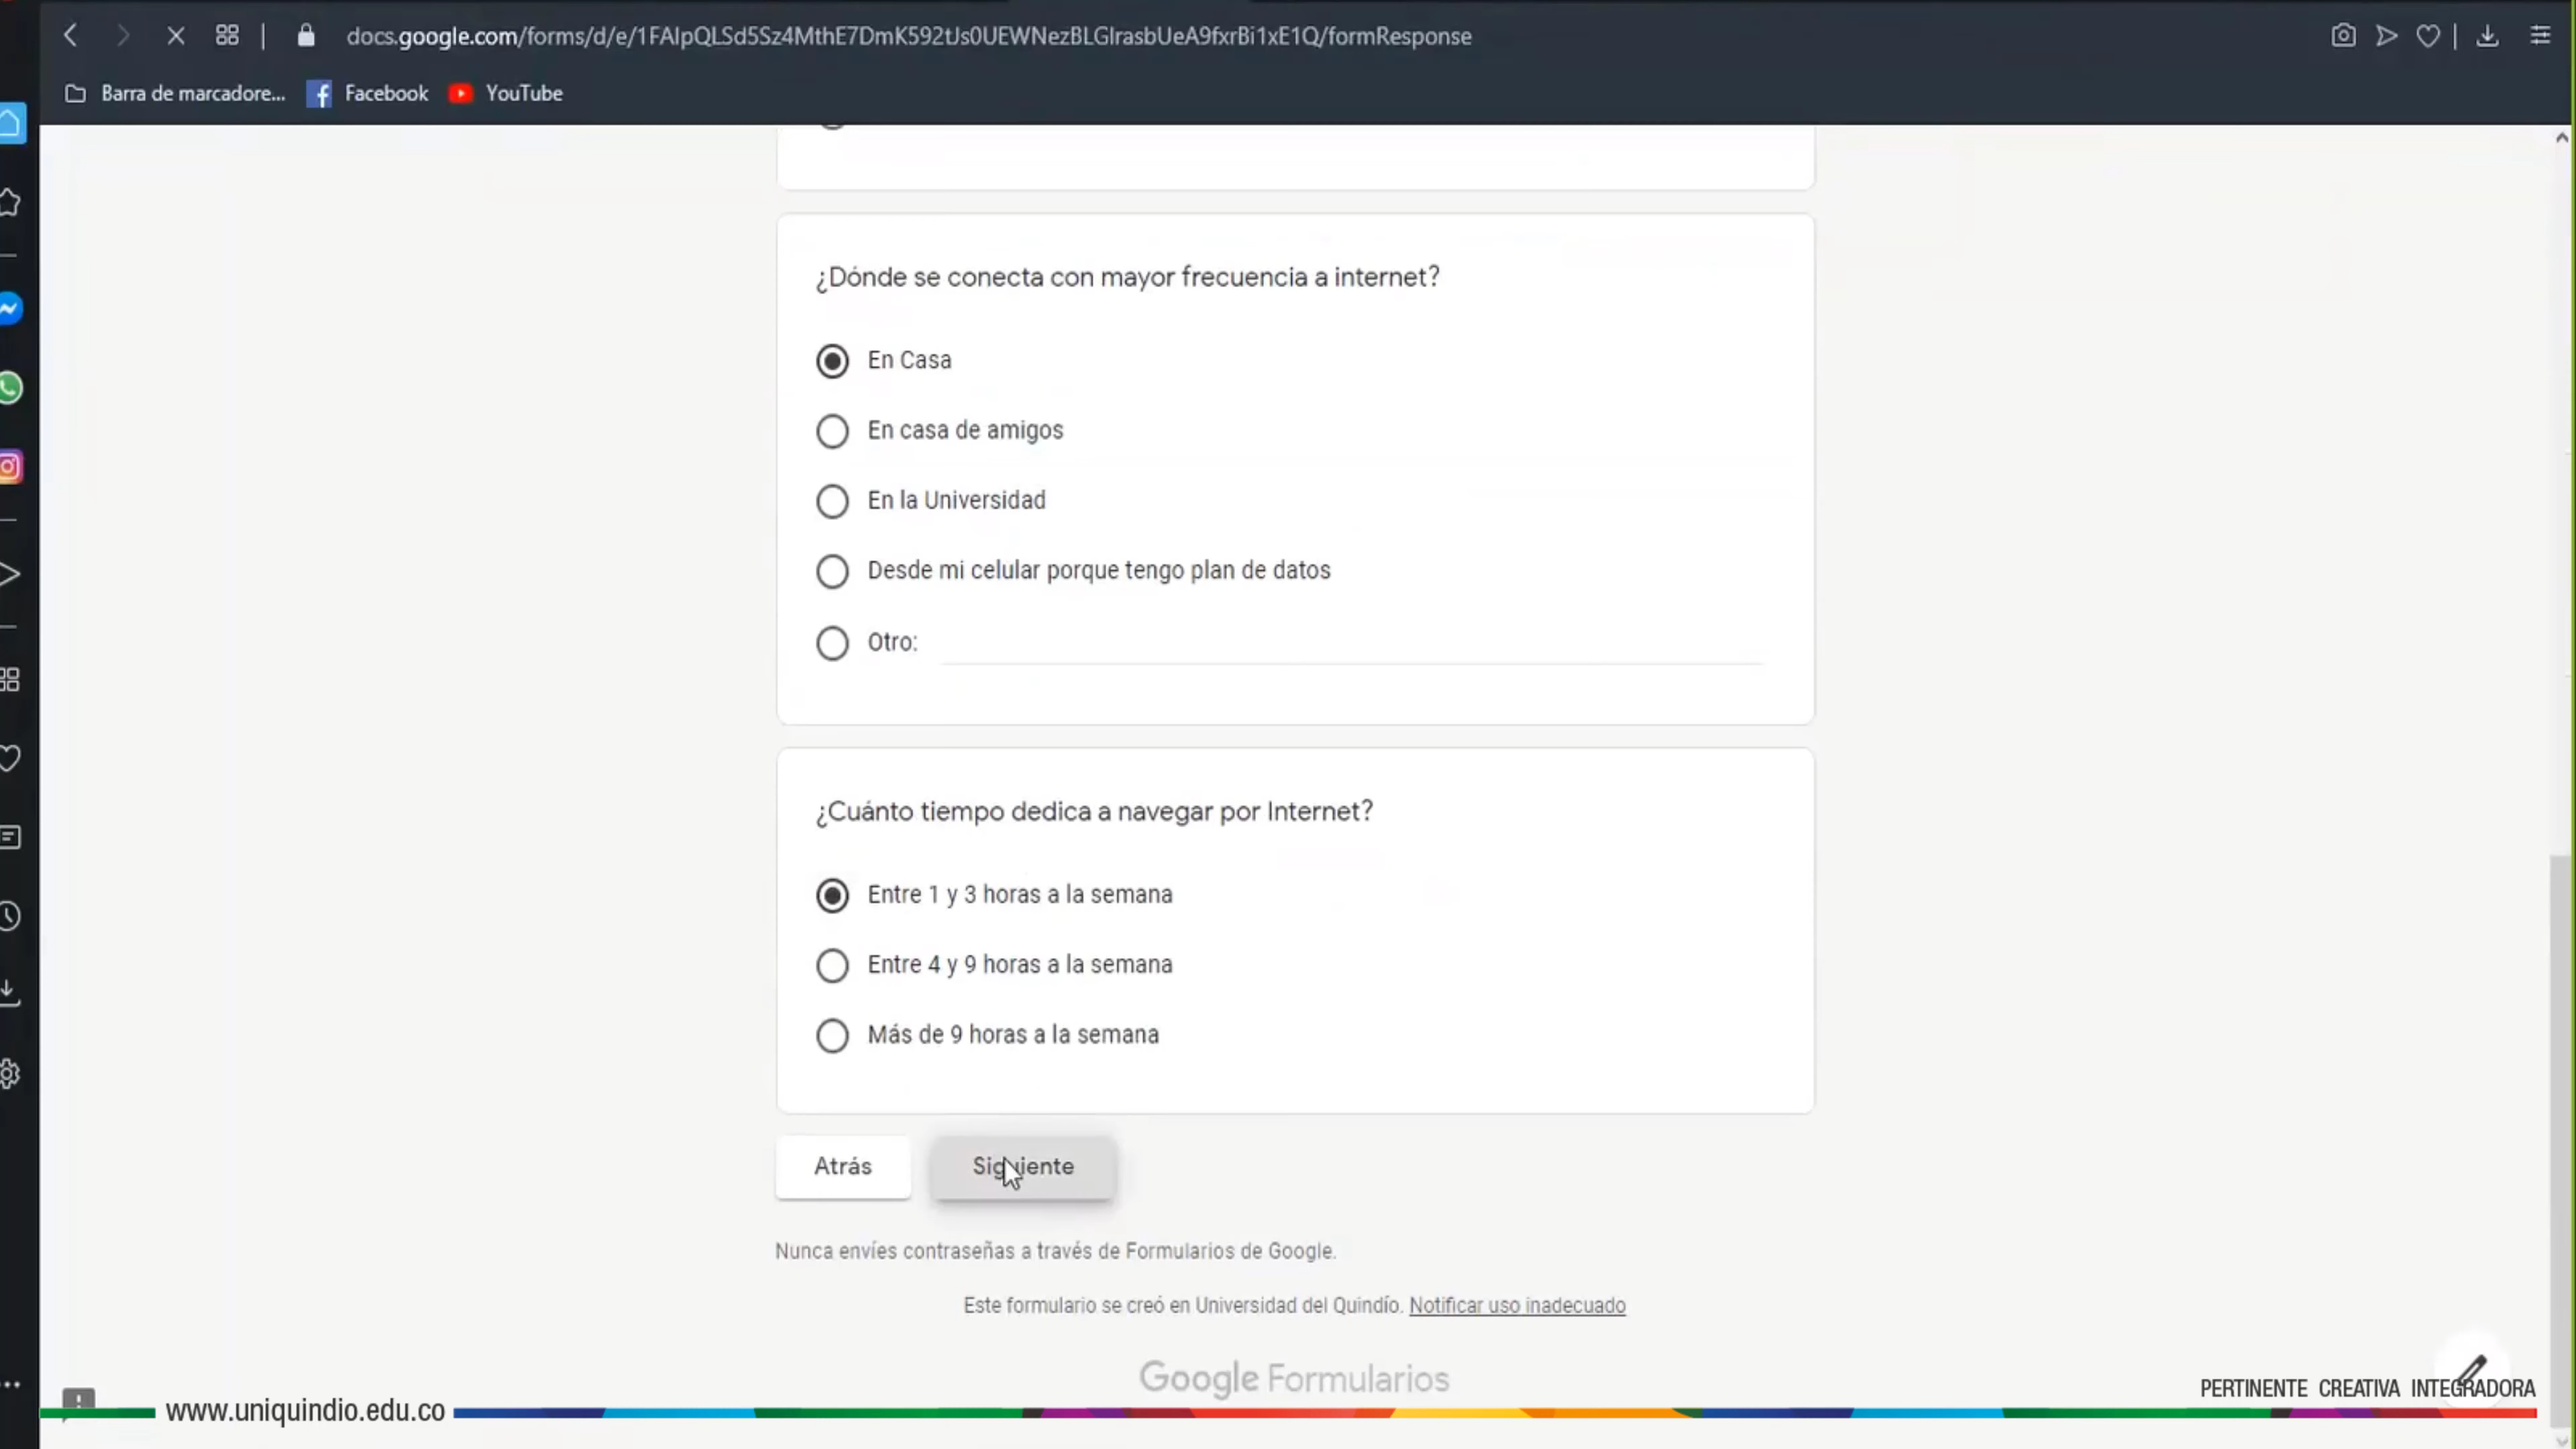 docs.google.com/forms/d/e/1FAIpQLSd5Sz4MthE7DmK592tJs0UEWNezBLGlrasbUeA9fxrBi1xE1Q/formResponse
Barra de marcadore... Facebook YouTube
¿Dónde se conecta con mayor frecuencia a internet?
En Casa
En casa de amigos
En la Universidad
Desde mi celular porque tengo plan de datos
Otro:
¿Cuánto tiempo dedica a navegar por Internet?
Entre 1 y 3 horas a la semana
Entre 4 y 9 horas a la semana
Más de 9 horas a la semana
Atrás Siguiente
Nunca envíes contraseñas a través de Formularios de Google.
Este formulario se creó en Universidad del Quindío. Notificar uso inadecuado
Google Formularios
PERTINENTE CREATIVA INTEGRADORA
www.uniquindio.edu.co